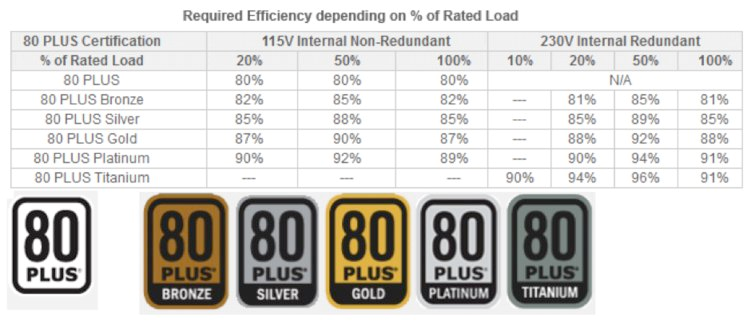 Required Efficiency depending on % of Rated Load
80 PLUS Certification 115V Internal Non-Redundant 230V Internal Redundant
% of Rated Load 20% 50% 100% 10% 20% 50% 100%
80 PLUS 80% 80% 80% N/A
80 PLUS Bronze 82% 85% 82% --- 81% 85% 81%
80 PLUS Silver 85% 88% 85% --- 85% 89% 85%
80 PLUS Gold 87% 90% 87% --- 88% 92% 88%
80 PLUS Platinum 90% 92% 89% --- 90% 94% 91%
80 PLUS Titanium --- --- --- 90% 94% 96% 91%
80 80 80 80 80 80
PLUS PLUS PLUS PLUS PLUS PLUS
BRONZE SILVER GOLD PLATINUM TITANIUM